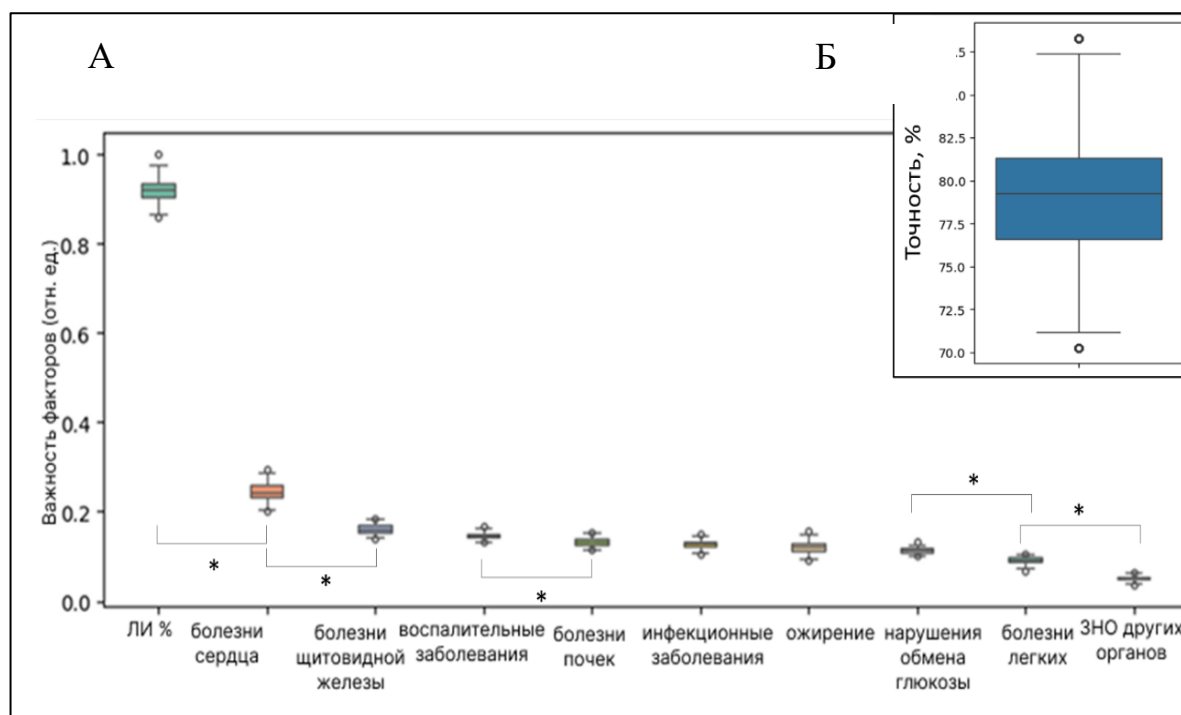 А
Б
.5
.0
82.5
80.0
77.5
75.0
72.5
70.0
Точность, %
1.0
0.8
0.6
0.4
0.2
0.0
Важность факторов (отн. ед.)
*
*
*
*
*
ЛИ %
болезни
сердца
болезни
щитовидной
железы
воспалительные
заболевания
болезни
почек
инфекционные
заболевания
ожирение
нарушения
обмена
глюкозы
болезни
легких
ЗНО других
органов